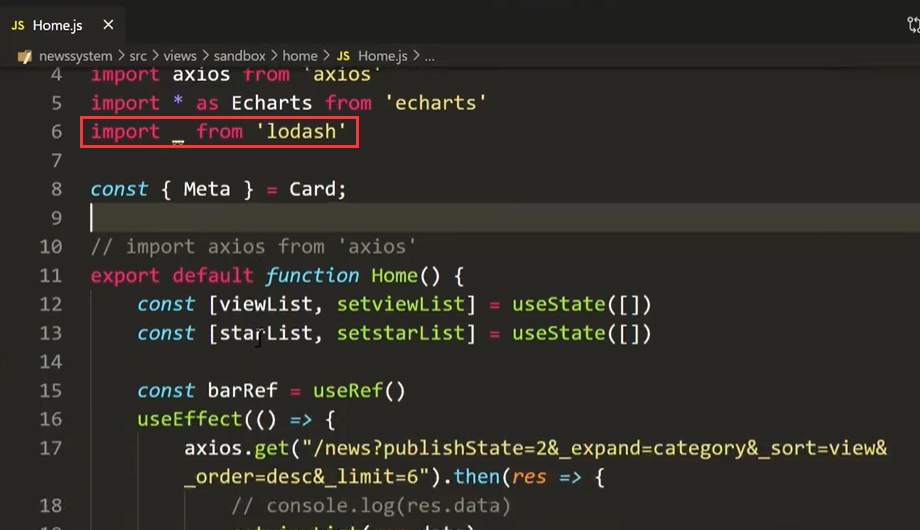 JS Home.js ×
newssystem > src > views > sandbox > home > JS Home.js > ...
4 import axios from 'axios'
5 import * as Echarts from 'echarts'
6 import _ from 'lodash'
7
8 const { Meta } = Card;
9
10 // import axios from 'axios'
11 export default function Home() {
12 const [viewList, setviewList] = useState([])
13 const [starList, setstarList] = useState([])
14
15 const barRef = useRef()
16 useEffect(() => {
17 axios.get("/news?publishState=2&_expand=category&_sort=view&
_order=desc&_limit=6").then(res => {
18 // console.log(res.data)
setviewList(res.data)